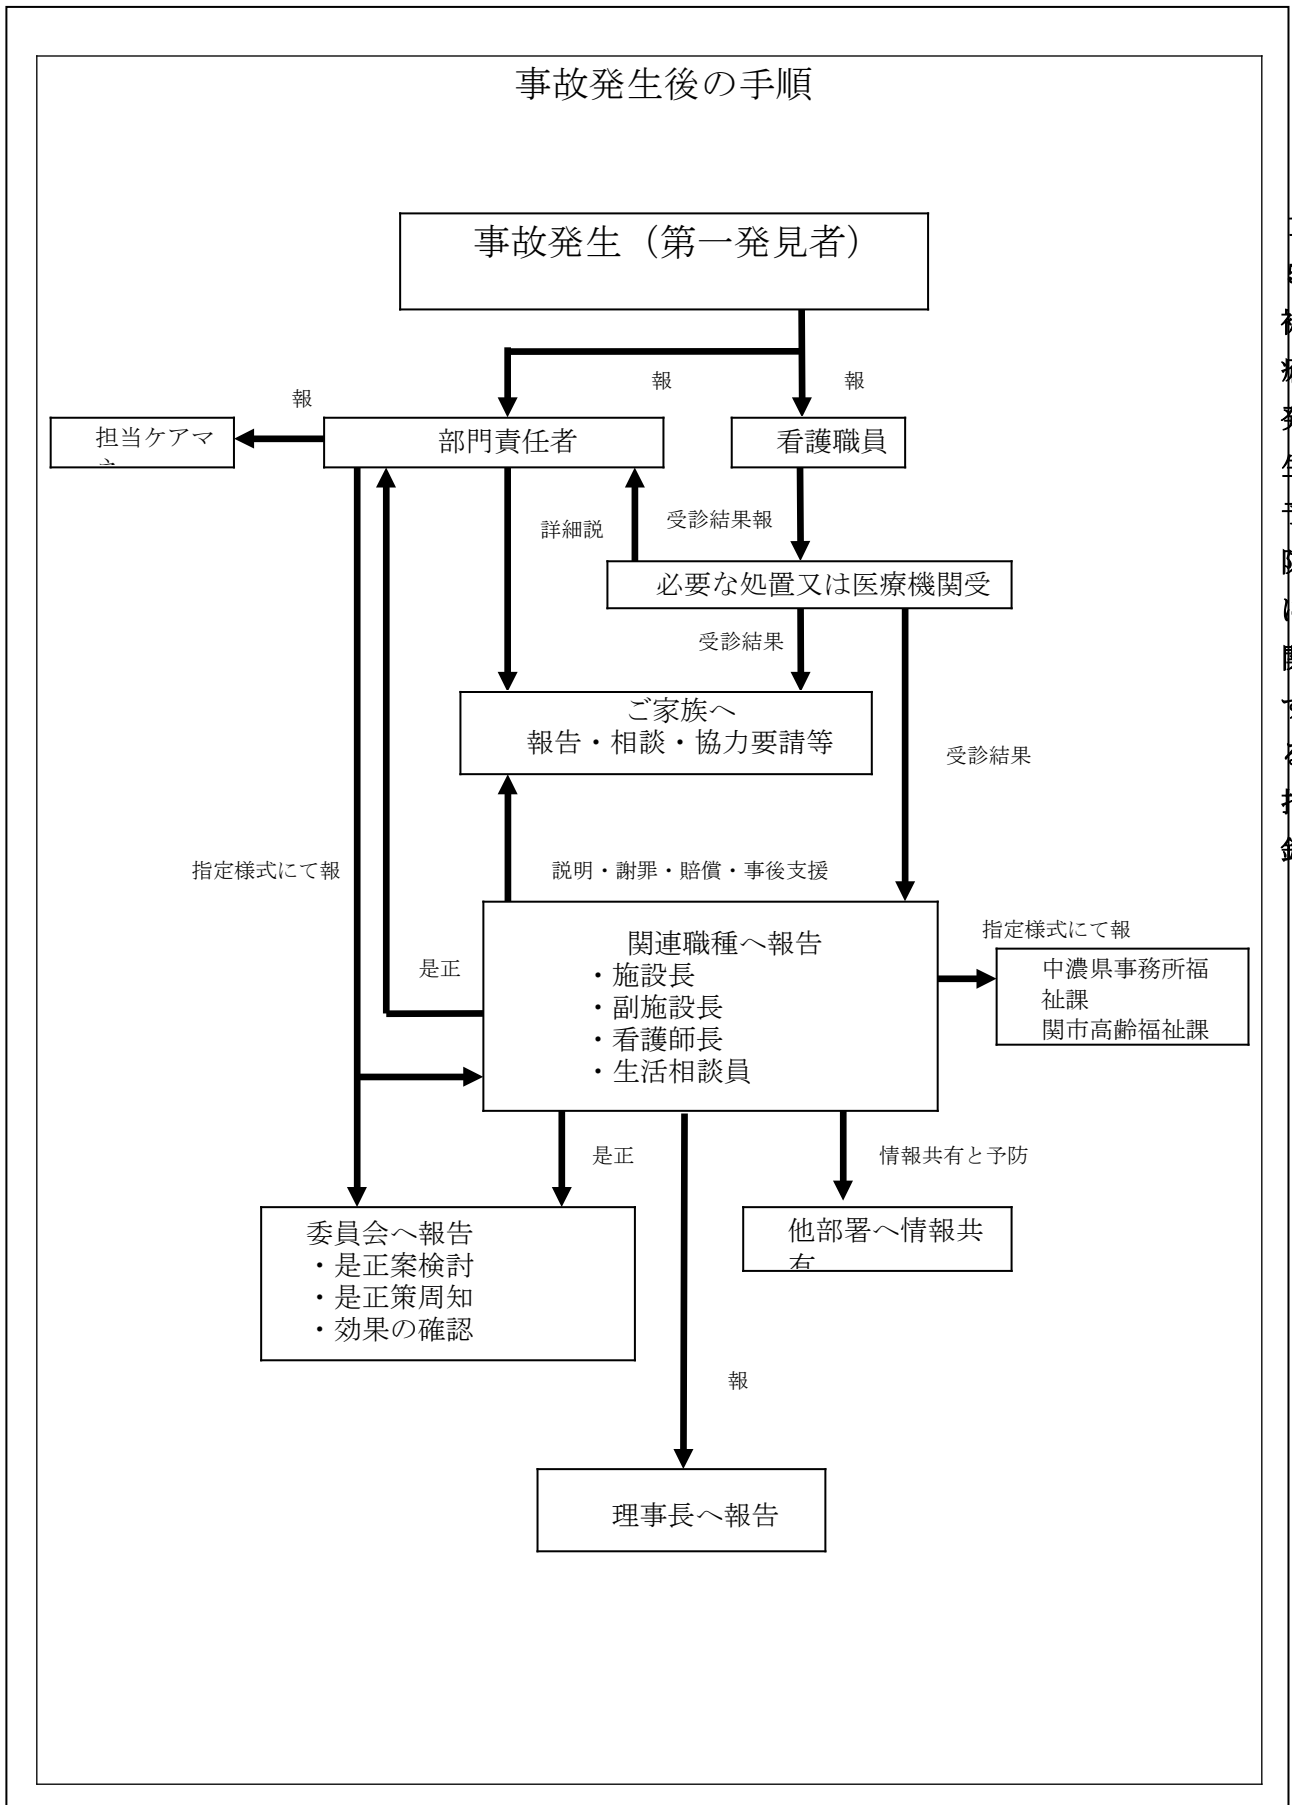 事故発生後の手順
事故発生（第一発見者）
報
報
報
担当ケアマ
部門責任者
看護職員
詳細説
受診結果報
必要な処置又は医療機関受
受診結果
ご家族へ
報告・相談・協力要請等
受診結果
指定様式にて報
説明・謝罪・賠償・事後支援
関連職種へ報告
・施設長
・副施設長
・看護師長
・生活相談員
是正
指定様式にて報
中濃県事務所福
祉課
関市高齢福祉課
是正
情報共有と予防
委員会へ報告
・是正案検討
・是正策周知
・効果の確認
他部署へ情報共
報
理事長へ報告